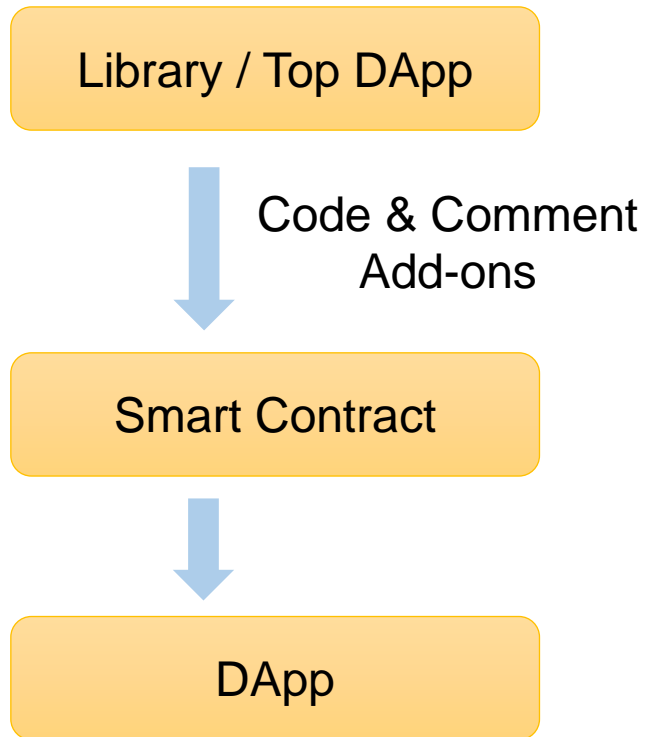 Library / Top DApp
Code & Comment
Add-ons
Smart Contract
DApp